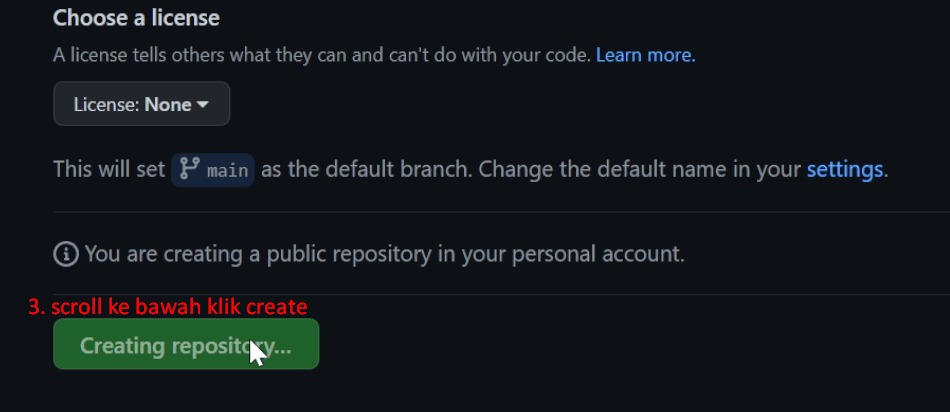 Choose a license
A license tells others what they can and can't do with your code. Learn more.
License: None
This will set main as the default branch. Change the default name in your settings.
You are creating a public repository in your personal account.
3. scroll ke bawah klik create
Creating repository...